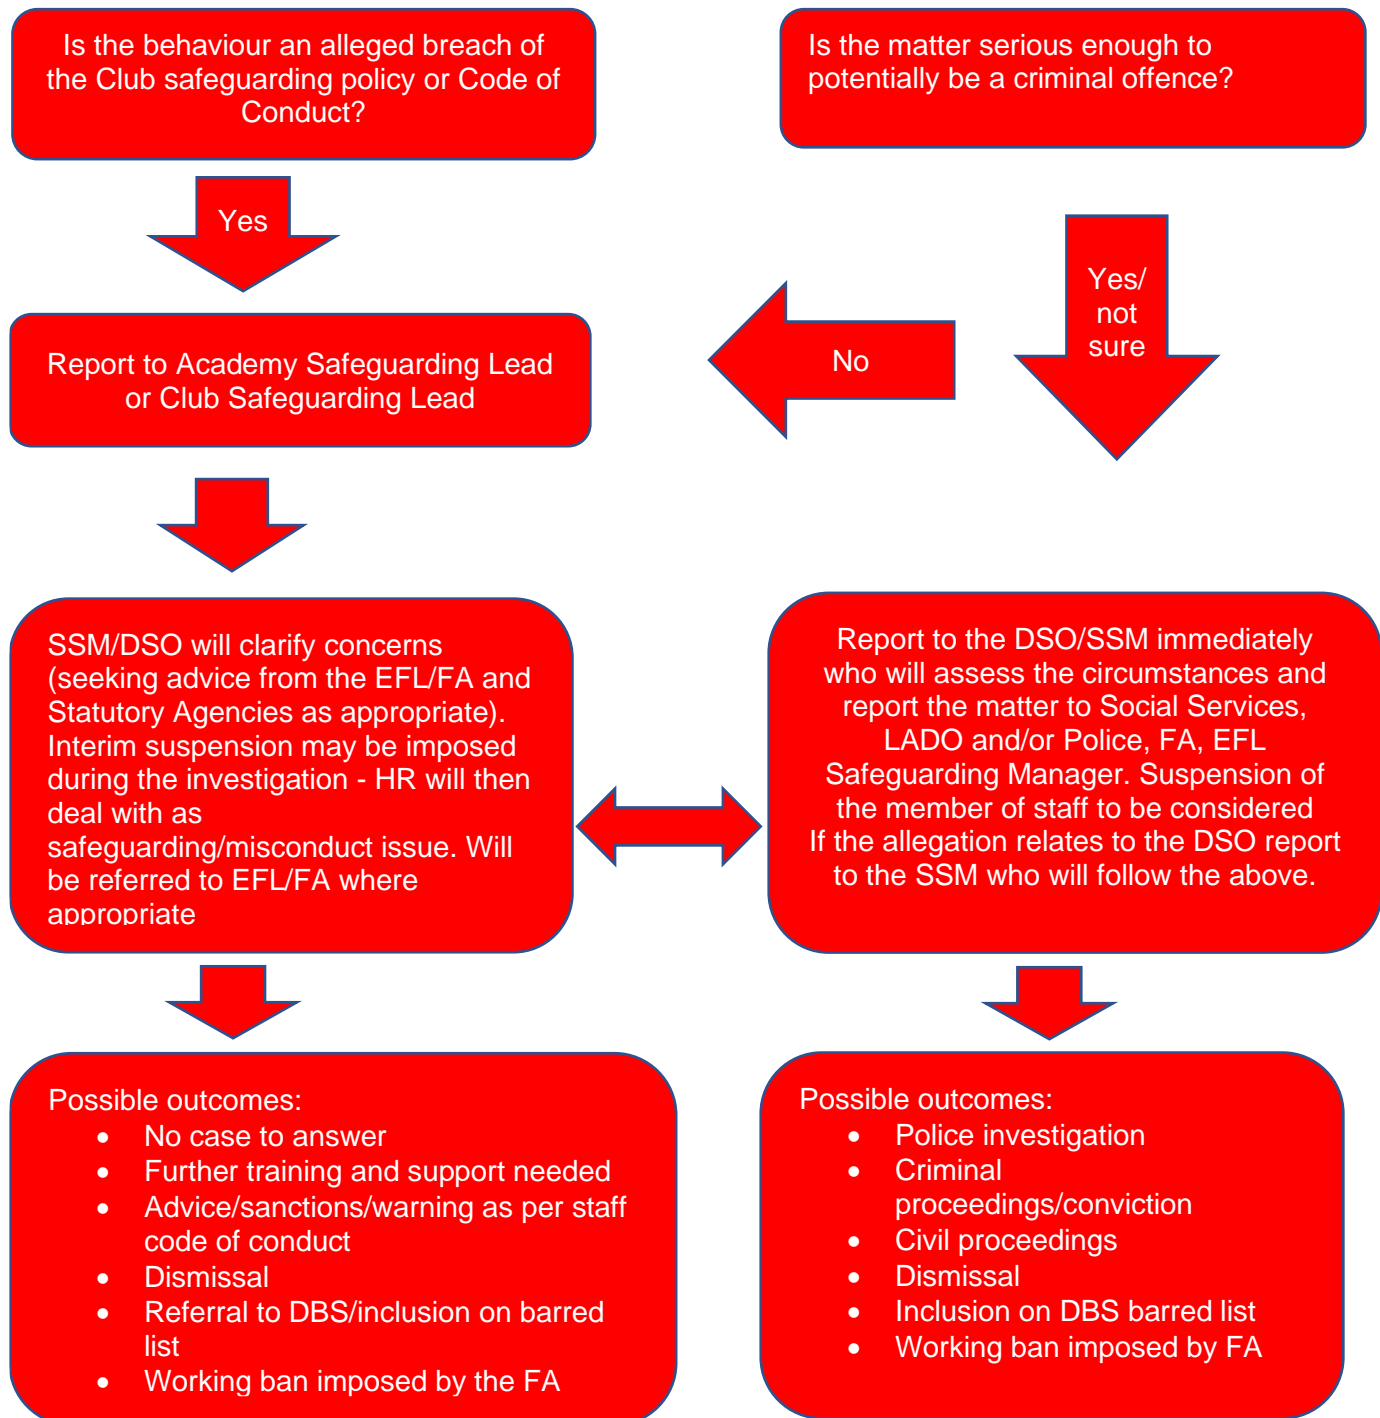 Is the behaviour an alleged breach of
the Club safeguarding policy or Code of
Conduct?
Is the matter serious enough to
potentially be a criminal offence?
Yes
Yes/
not
sure
No
Report to Academy Safeguarding Lead
or Club Safeguarding Lead
SSM/DSO will clarify concerns
(seeking advice from the EFL/FA and
Statutory Agencies as appropriate).
Interim suspension may be imposed
during the investigation - HR will then
deal with as
safeguarding/misconduct issue. Will
be referred to EFL/FA where
appropriate
Report to the DSO/SSM immediately
who will assess the circumstances and
report the matter to Social Services,
LADO and/or Police, FA, EFL
Safeguarding Manager. Suspension of
the member of staff to be considered
If the allegation relates to the DSO report
to the SSM who will follow the above.
Possible outcomes:
• No case to answer
• Further training and support needed
• Advice/sanctions/warning as per staff
code of conduct
• Dismissal
• Referral to DBS/inclusion on barred
list
• Working ban imposed by the FA
Possible outcomes:
• Police investigation
• Criminal
proceedings/conviction
• Civil proceedings
• Dismissal
• Inclusion on DBS barred list
• Working ban imposed by FA